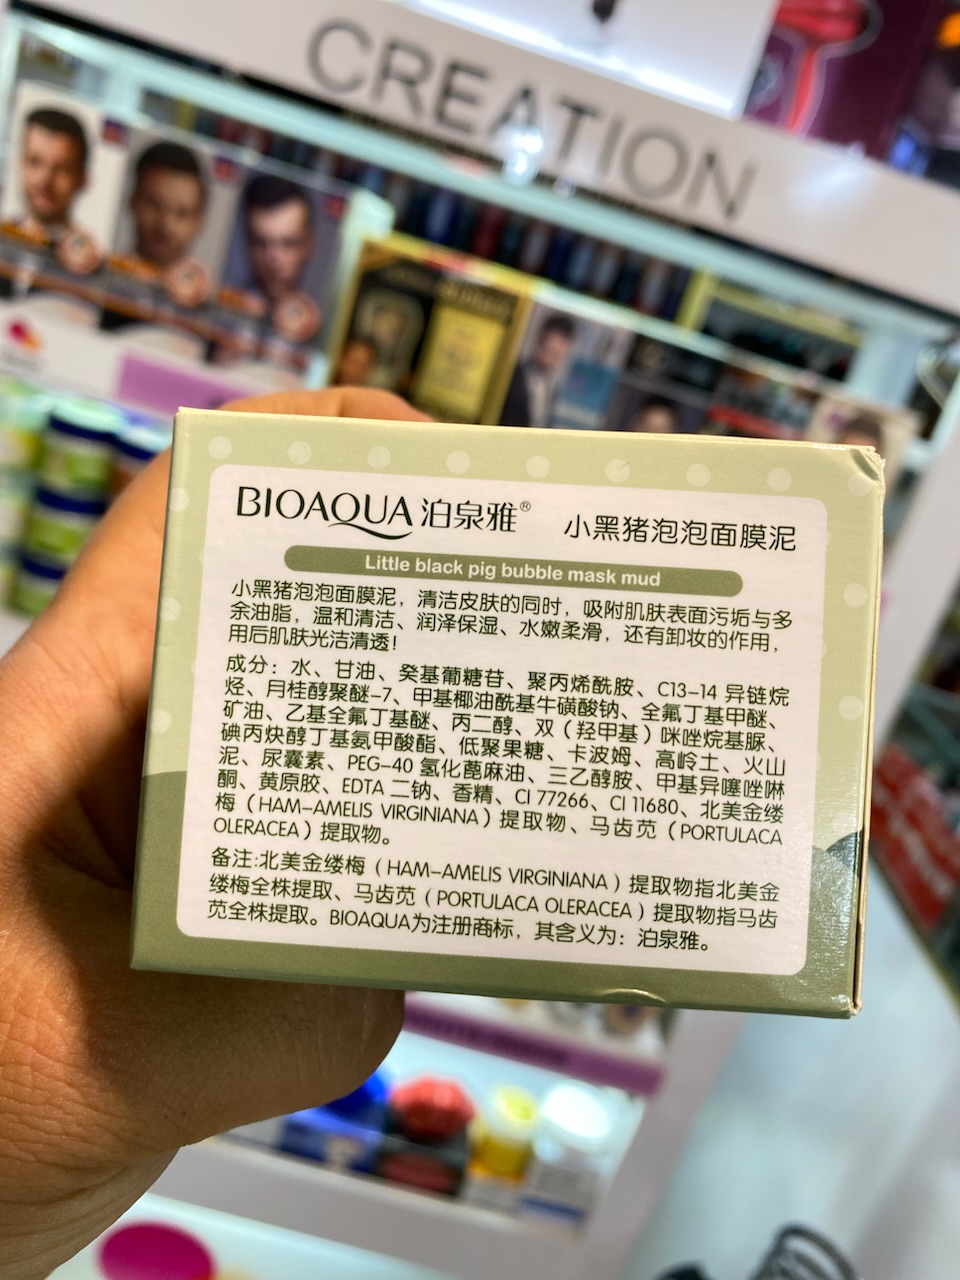 CREATION
BIOAQUA 泊泉雅® 小黑猪泡泡面膜泥
Little black pig bubble mask mud
小黑猪泡泡面膜泥，清洁皮肤的同时，吸附肌肤表面污垢与多
余油脂，温和清洁、润泽保湿、水嫩柔滑，还有卸妆的作用，
用后肌肤光洁清透！
成分：水、甘油、癸基葡糖苷、聚丙烯酰胺、C13-14 异链烷
烃、月桂醇聚醚-7、甲基椰油酰基牛磺酸钠、全氟丁基甲醚、
矿油、乙基全氟丁基醚、丙二醇、双（羟甲基）咪唑烷基脲、
碘丙炔醇丁基氨甲酸酯、低聚果糖、卡波姆、高岭土、火山
泥、尿囊素、PEG-40 氢化蓖麻油、三乙醇胺、甲基异噻唑啉
酮、黄原胶、EDTA 二钠、香精、CI 77266、CI 11680、北美金缕
梅（HAM-AMELIS VIRGINIANA）提取物、马齿苋（PORTULACA
OLERACEA）提取物。
备注:北美金缕梅（HAM-AMELIS VIRGINIANA）提取物指北美金
缕梅全株提取、马齿苋（PORTULACA OLERACEA）提取物指马齿
苋全株提取。BIOAQUA为注册商标，其含义为：泊泉雅。